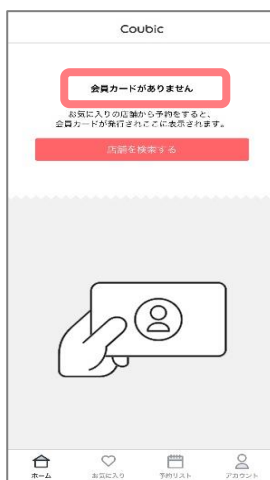 Coubic
会員カードがありません
お気に入りの店舗から予約をすると、
会員カードが発行されここに表示されます。
店舗を検索する
ホーム
お気に入り
予約リスト
アカウント